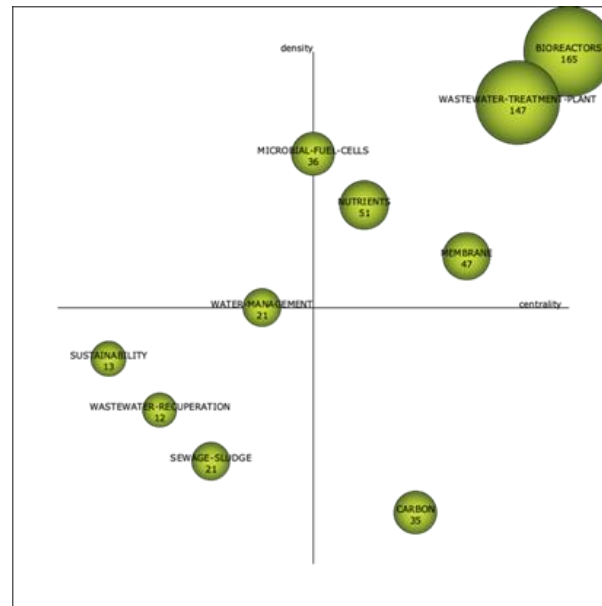 density
BIOREACTORS
165
WASTEWATER-TREATMENT-PLANT
147
MICROBIAL-FUEL-CELLS
36
NUTRIENTS
51
MEMBRANE
47
WATER-MANAGEMENT
21
centrality
SUSTAINABILITY
13
WASTEWATER-RECUPERATION
12
SEWAGE-SLUDGE
21
CARBON
35